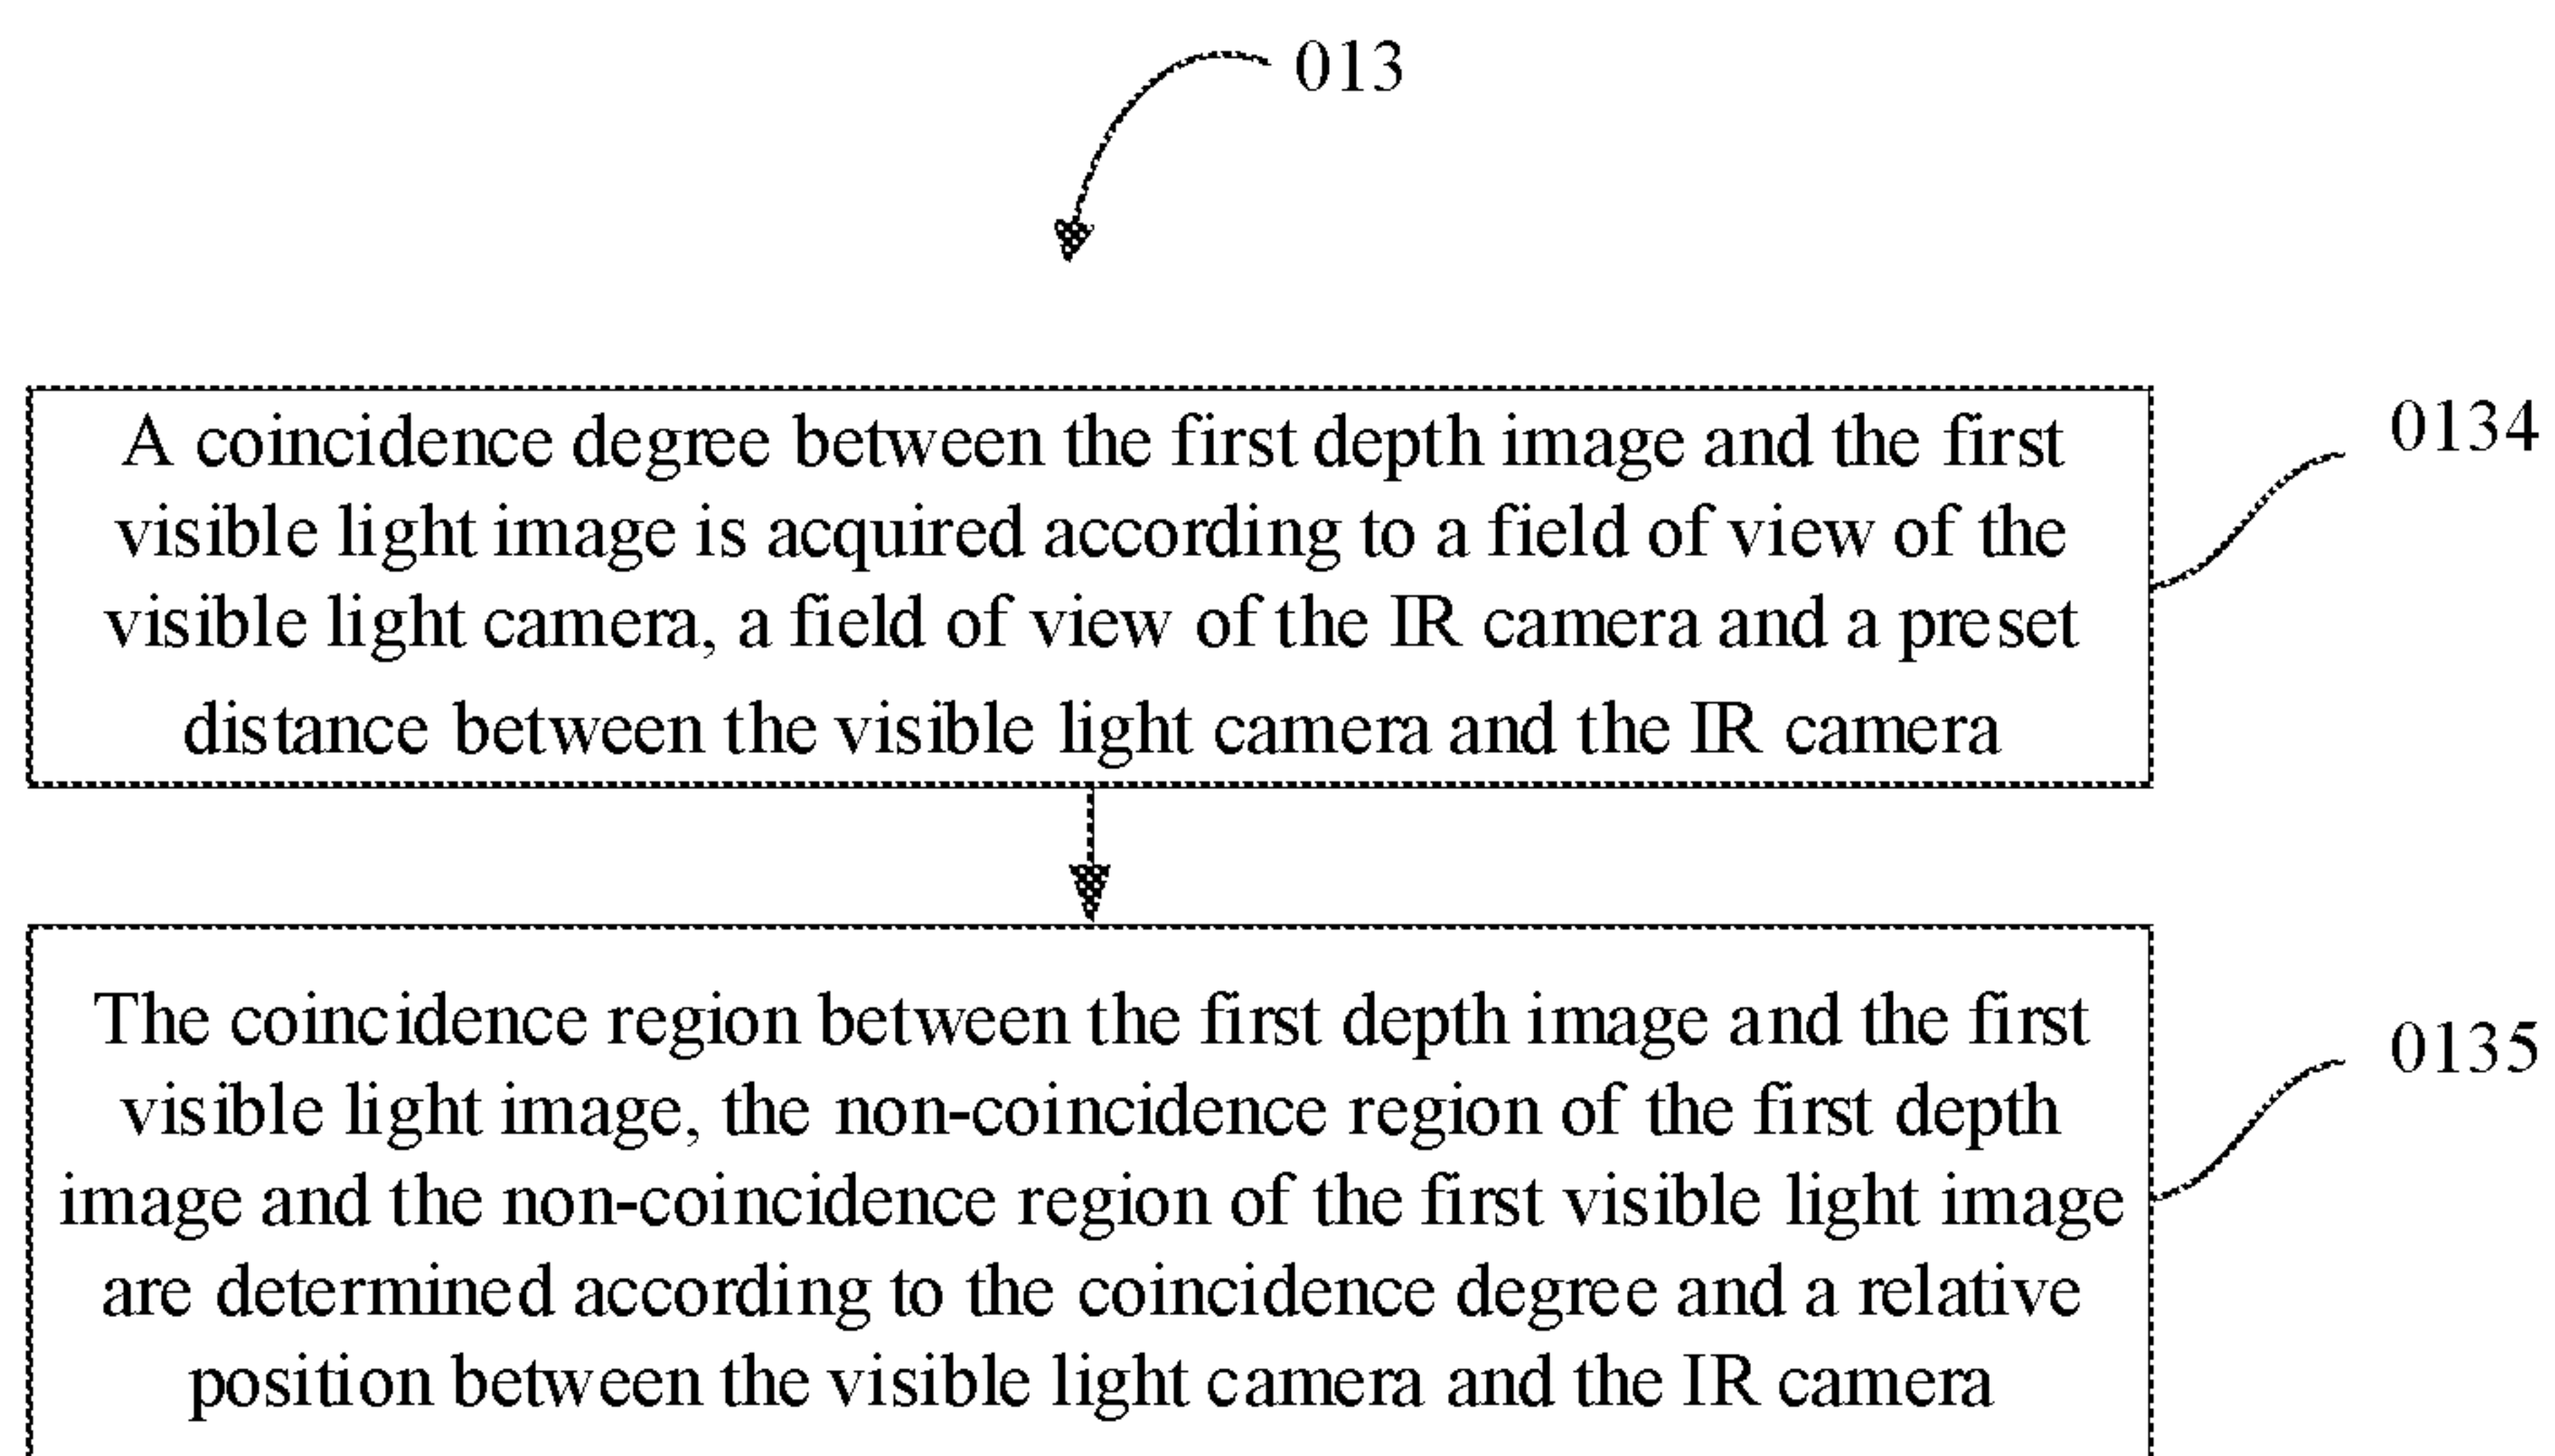 013
A coincidence degree between the first depth image and the first
visible light image is acquired according to a field of view of the
visible light camera, a field of view of the IR camera and a preset
distance between the visible light camera and the IR camera
0134
The coincidence region between the first depth image and the first
visible light image, the non-coincidence region of the first depth
image and the non-coincidence region of the first visible light image
are determined according to the coincidence degree and a relative
position between the visible light camera and the IR camera
0135